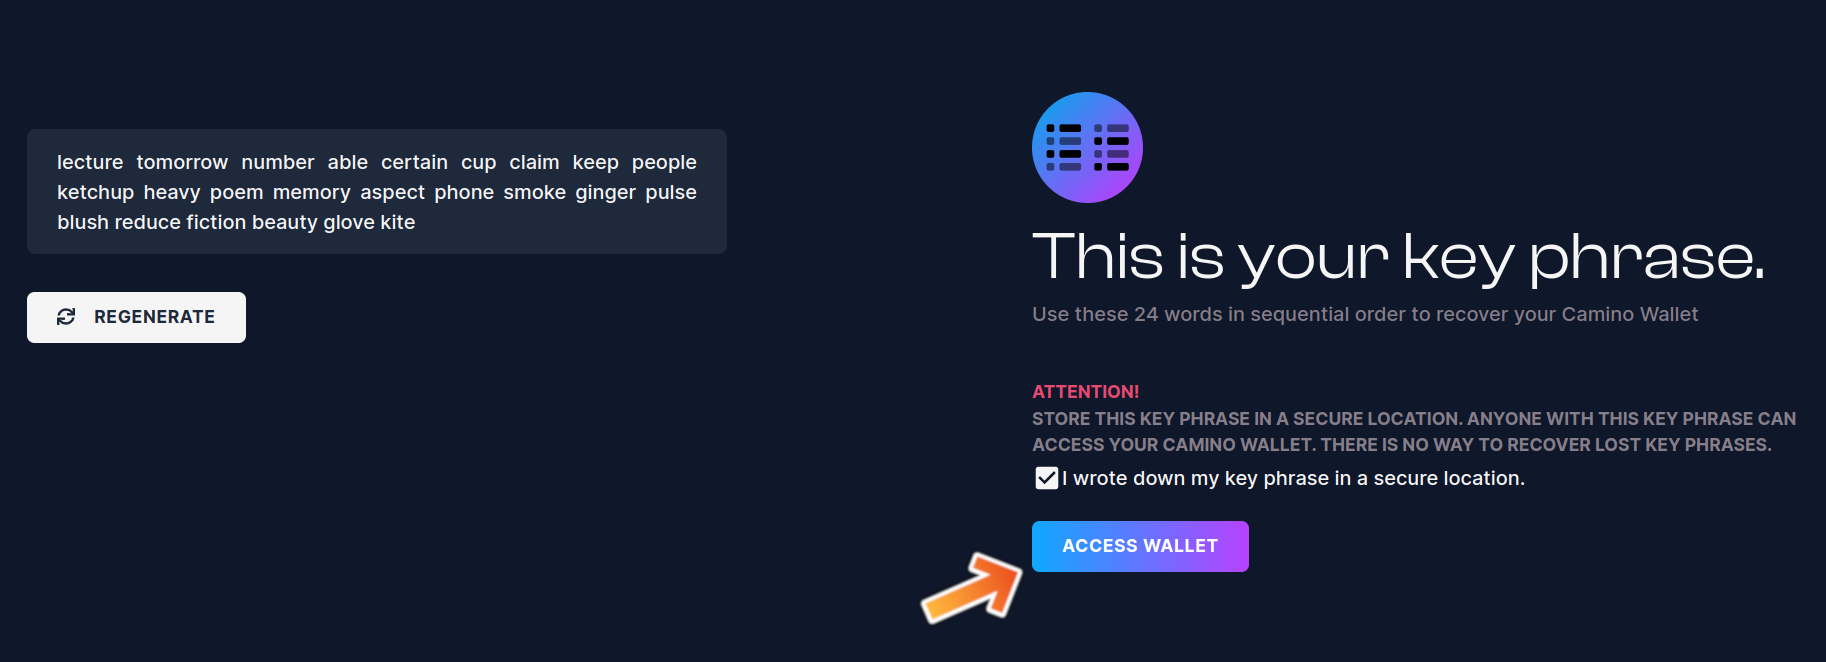 lecture tomorrow number able certain cup claim keep people
ketchup heavy poem memory aspect phone smoke ginger pulse
blush reduce fiction beauty glove kite
REGENERATE
This is your key phrase.
Use these 24 words in sequential order to recover your Camino Wallet
ATTENTION!
STORE THIS KEY PHRASE IN A SECURE LOCATION. ANYONE WITH THIS KEY PHRASE CAN
ACCESS YOUR CAMINO WALLET. THERE IS NO WAY TO RECOVER LOST KEY PHRASES.
I wrote down my key phrase in a secure location.
ACCESS WALLET